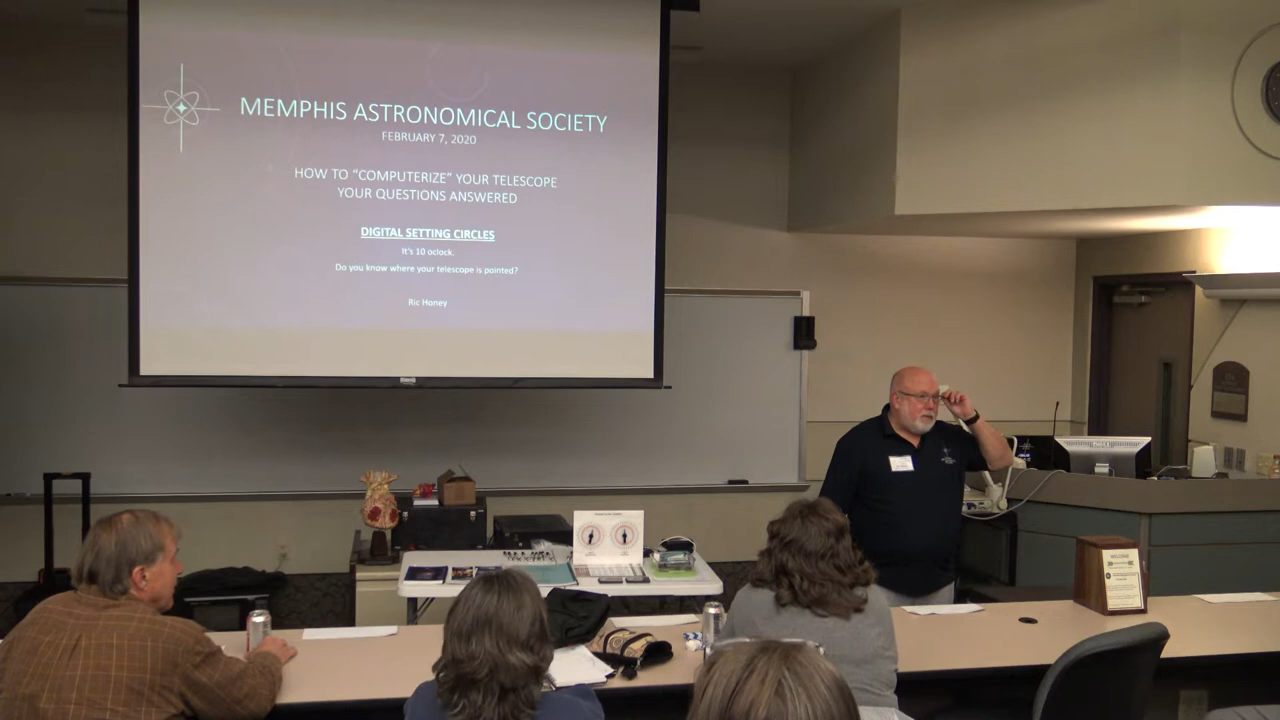 MEMPHIS ASTRONOMICAL SOCIETY
FEBRUARY 7, 2020
HOW TO “COMPUTERIZE” YOUR TELESCOPE
YOUR QUESTIONS ANSWERED
DIGITAL SETTING CIRCLES
It's 10 oclock.
Do you know where your telescope is pointed?
Ric Honey
WELCOME